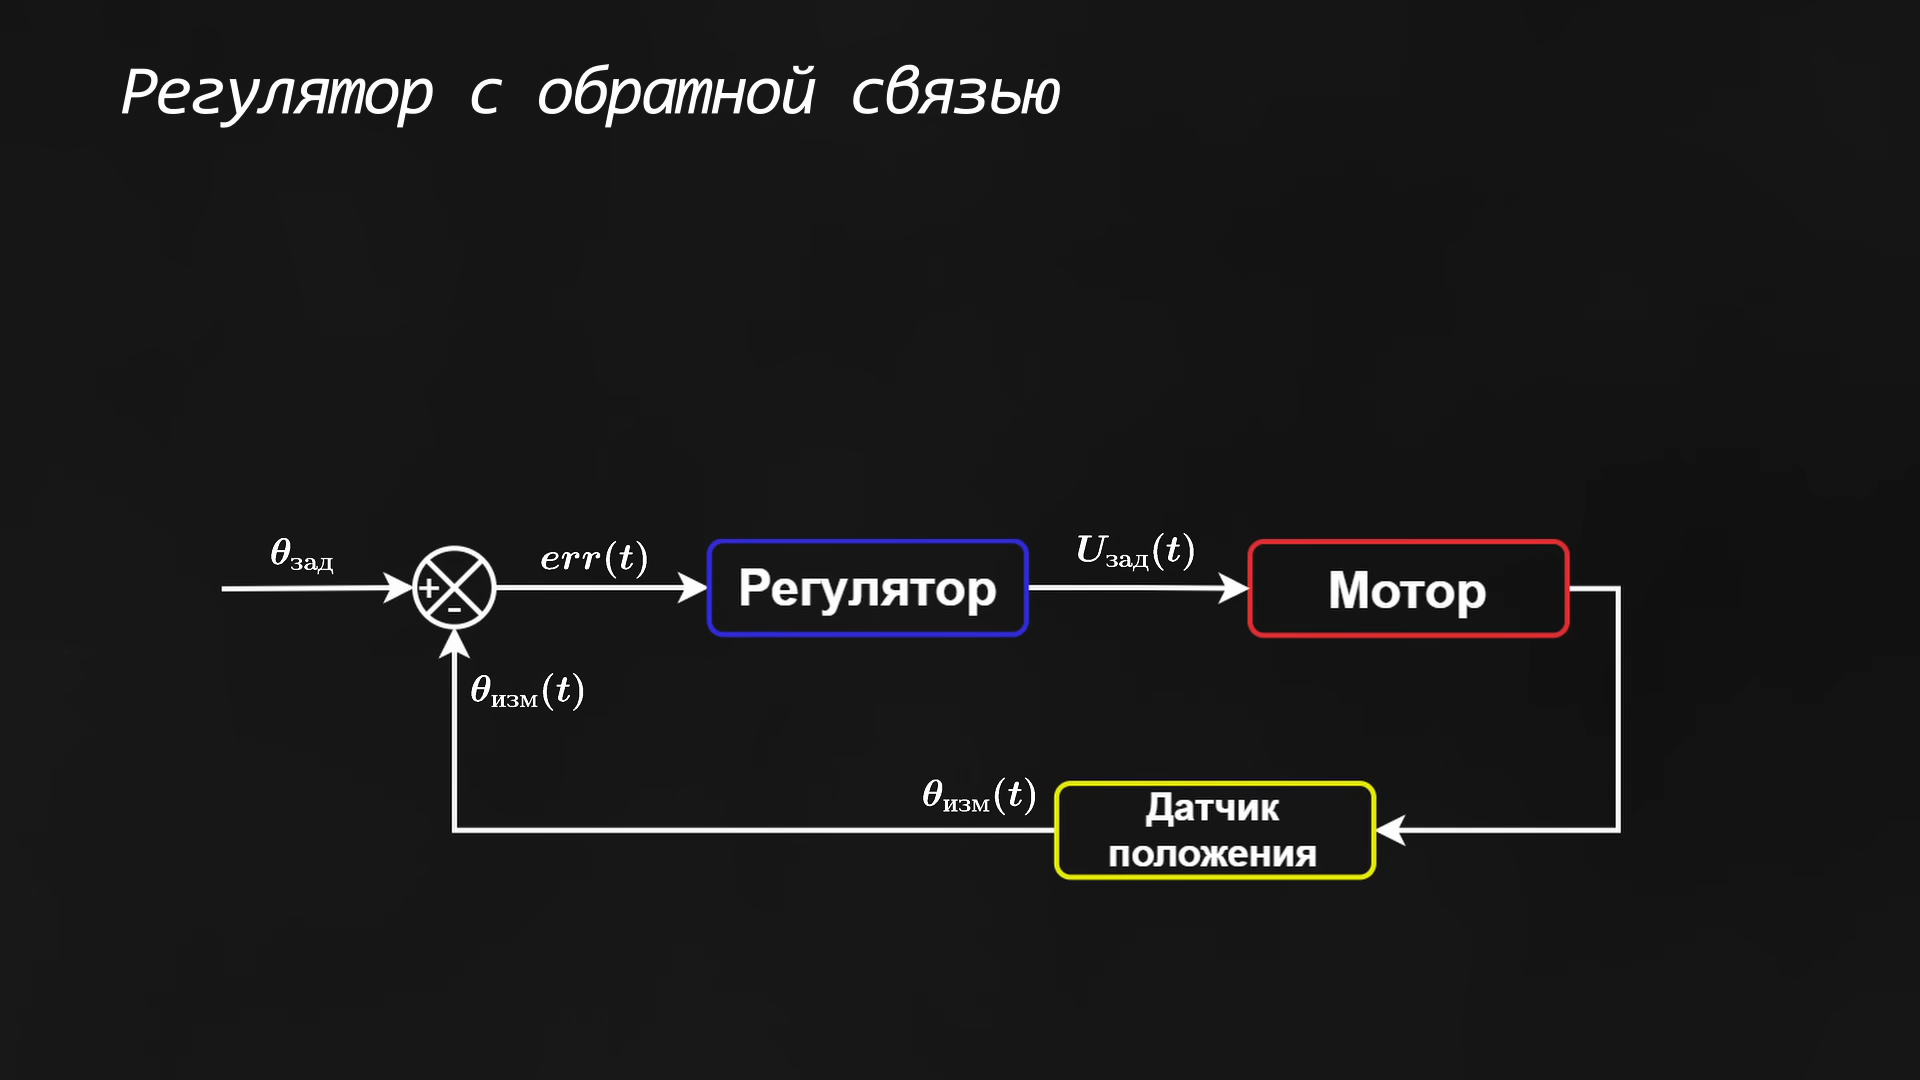 Регулятор с обратной связью
θзад
err(t)
Регулятор
Uзад(t)
Мотор
+
-
θизм(t)
θизм(t)
Датчик
положения